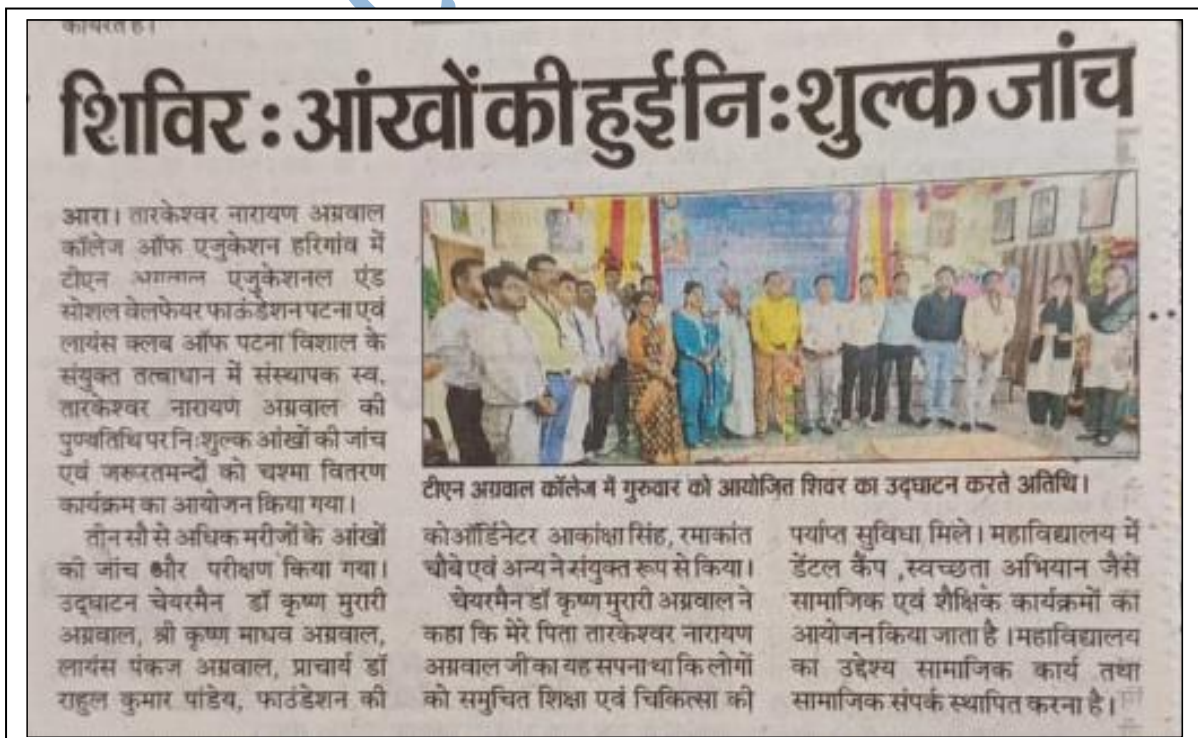 कार्यरत हैं।
शिविर : आंखों की हुई नि:शुल्क जांच
आरा। तारकेश्वर नारायण अग्रवाल
कॉलेज ऑफ एजुकेशन हरिगांव में
टीएन एजुकेशनल एंड
सोशल वेलफेयर फाऊंडेशन पटना एवं
लायंस क्लब ऑफ पटना विशाल के
संयुक्त तत्वाधान में संस्थापक स्व.
तारकेश्वर नारायण अग्रवाल की
पुण्यतिथि पर नि:शुल्क आंखों की जांच
एवं जरूरतमन्दों को चश्मा वितरण
कार्यक्रम का आयोजन किया गया।
तीन सौ से अधिक मरीजों के आंखों
की जांच और परीक्षण किया गया।
उद्घाटन चेयरमैन डॉ कृष्ण मुरारी
अग्रवाल, श्री कृष्ण माधव अग्रवाल,
लायंस पंकज अग्रवाल, प्राचार्य डॉ
राहुल कुमार पांडेय, फाउंडेशन की
टीएन अग्रवाल कॉलेज में गुरुवार को आयोजित शिवर का उद्घाटन करते अतिथि।
कोऑर्डिनेटर आकांक्षा सिंह, रमाकांत
चौबे एवं अन्य ने संयुक्त रूप से किया।
चेयरमैन डॉ कृष्ण मुरारी अग्रवाल ने
कहा कि मेरे पिता तारकेश्वर नारायण
अग्रवाल जी का यह सपना था कि लोगों
को समुचित शिक्षा एवं चिकित्सा की
पर्याप्त सुविधा मिले। महाविद्यालय में
डेंटल कैंप ,स्वच्छता अभियान जैसे
सामाजिक एवं शैक्षिक कार्यक्रमों का
आयोजन किया जाता है ।महाविद्यालय
का उद्देश्य सामाजिक कार्य तथा
सामाजिक संपर्क स्थापित करना है।